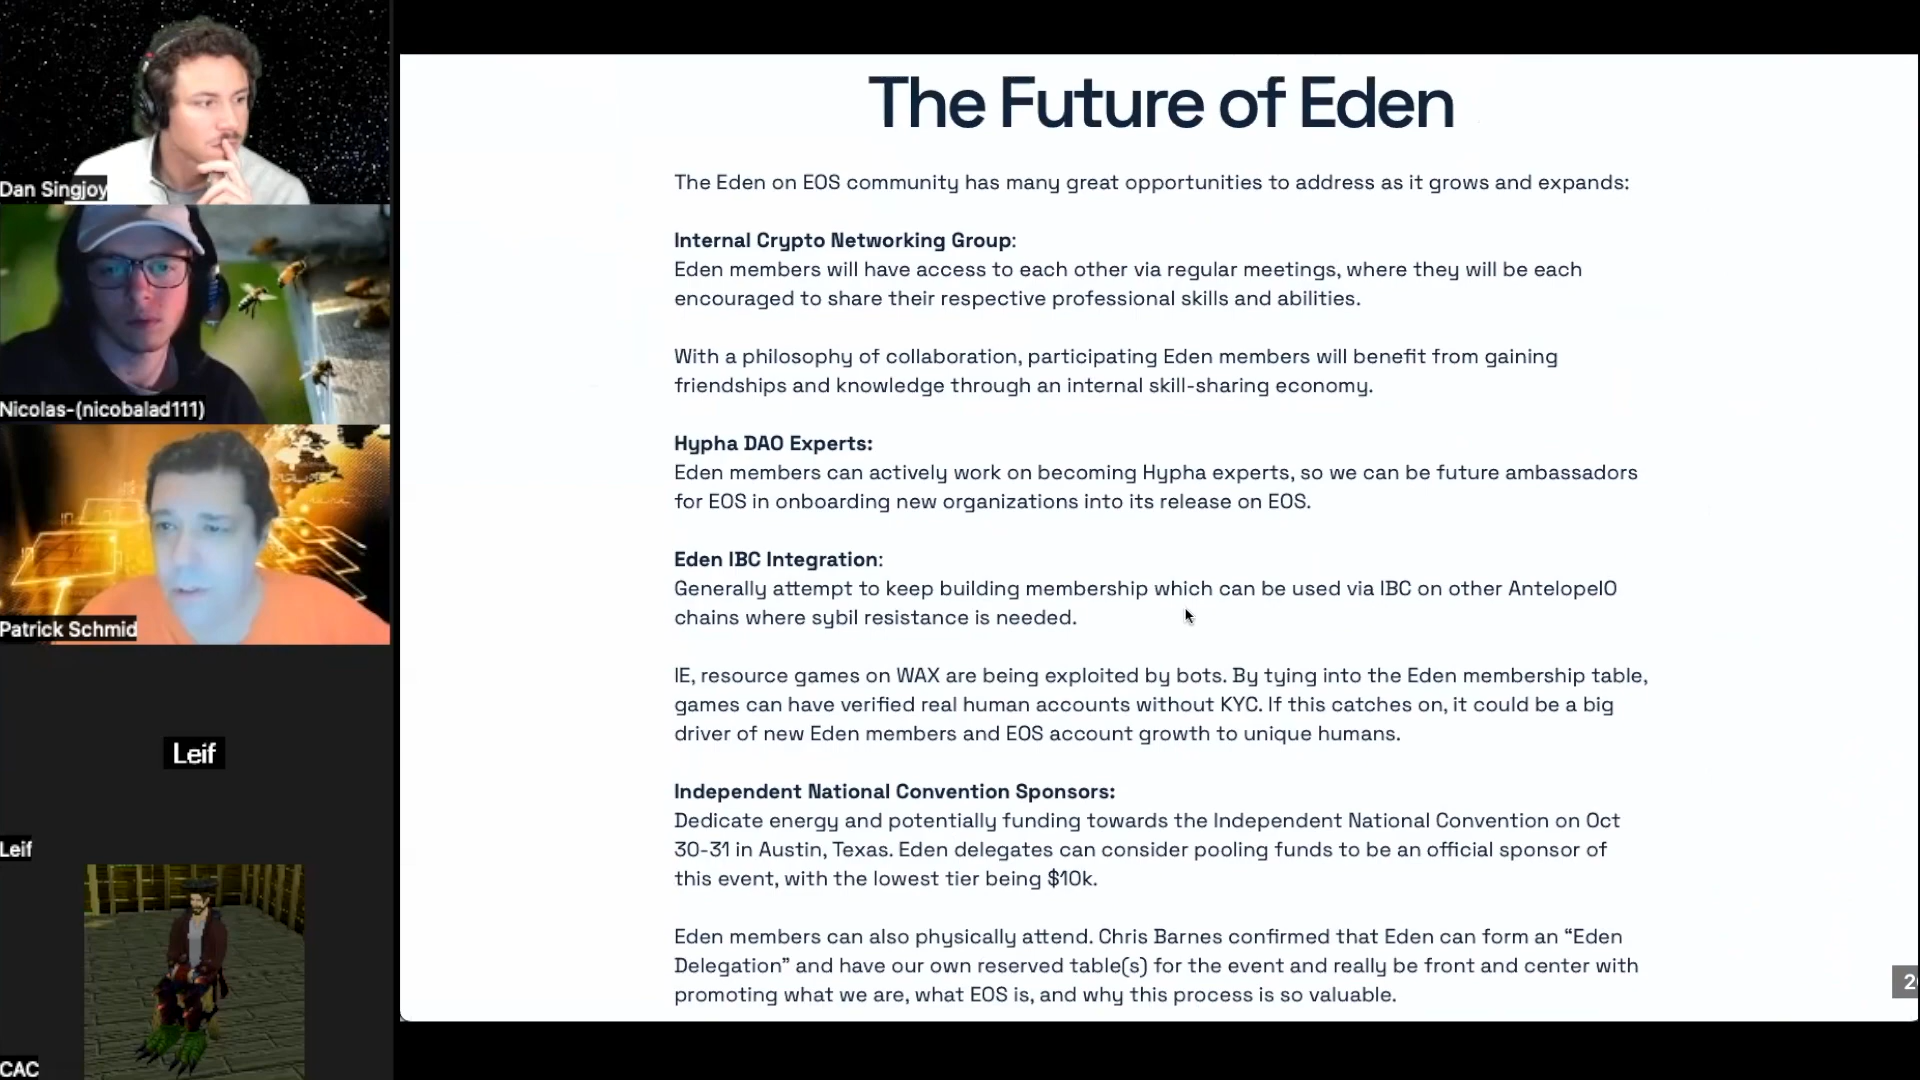 Dan Singjoy
Nicolas-(nicobalad111)
Patrick Schmid
Leif
Leif
CAC
The Future of Eden
The Eden on EOS community has many great opportunities to address as it grows and expands:
Internal Crypto Networking Group:
Eden members will have access to each other via regular meetings, where they will be each
encouraged to share their respective professional skills and abilities.
With a philosophy of collaboration, participating Eden members will benefit from gaining
friendships and knowledge through an internal skill-sharing economy.
Hypha DAO Experts:
Eden members can actively work on becoming Hypha experts, so we can be future ambassadors
for EOS in onboarding new organizations into its release on EOS.
Eden IBC Integration:
Generally attempt to keep building membership which can be used via IBC on other AntelopeIO
chains where sybil resistance is needed.
IE, resource games on WAX are being exploited by bots. By tying into the Eden membership table,
games can have verified real human accounts without KYC. If this catches on, it could be a big
driver of new Eden members and EOS account growth to unique humans.
Independent National Convention Sponsors:
Dedicate energy and potentially funding towards the Independent National Convention on Oct
30-31 in Austin, Texas. Eden delegates can consider pooling funds to be an official sponsor of
this event, with the lowest tier being $10k.
Eden members can also physically attend. Chris Barnes confirmed that Eden can form an “Eden
Delegation” and have our own reserved table(s) for the event and really be front and center with
promoting what we are, what EOS is, and why this process is so valuable.